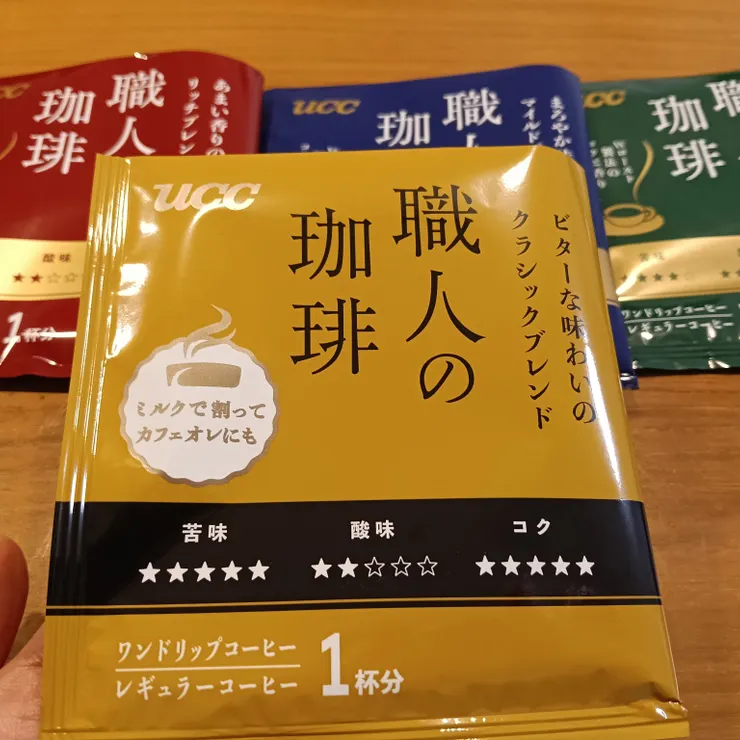 ucc
職人の
珈琲
ビターな味わいの
クラシックブレンド
ミルクで割って
カフェオレにも
苦味 酸味 コク
★★★★★ ★★☆☆☆ ★★★★★
ワンドリップコーヒー
レギュラーコーヒー
1杯分
あまい香りの
リッチブレン
職人の
珈琲
酸味
★★☆☆
1杯分
ucc
職人
珈
まろやか
マイルド
ucc
職
珈琲
苦味
ワンドリップコーヒー
レギュラーコーヒー